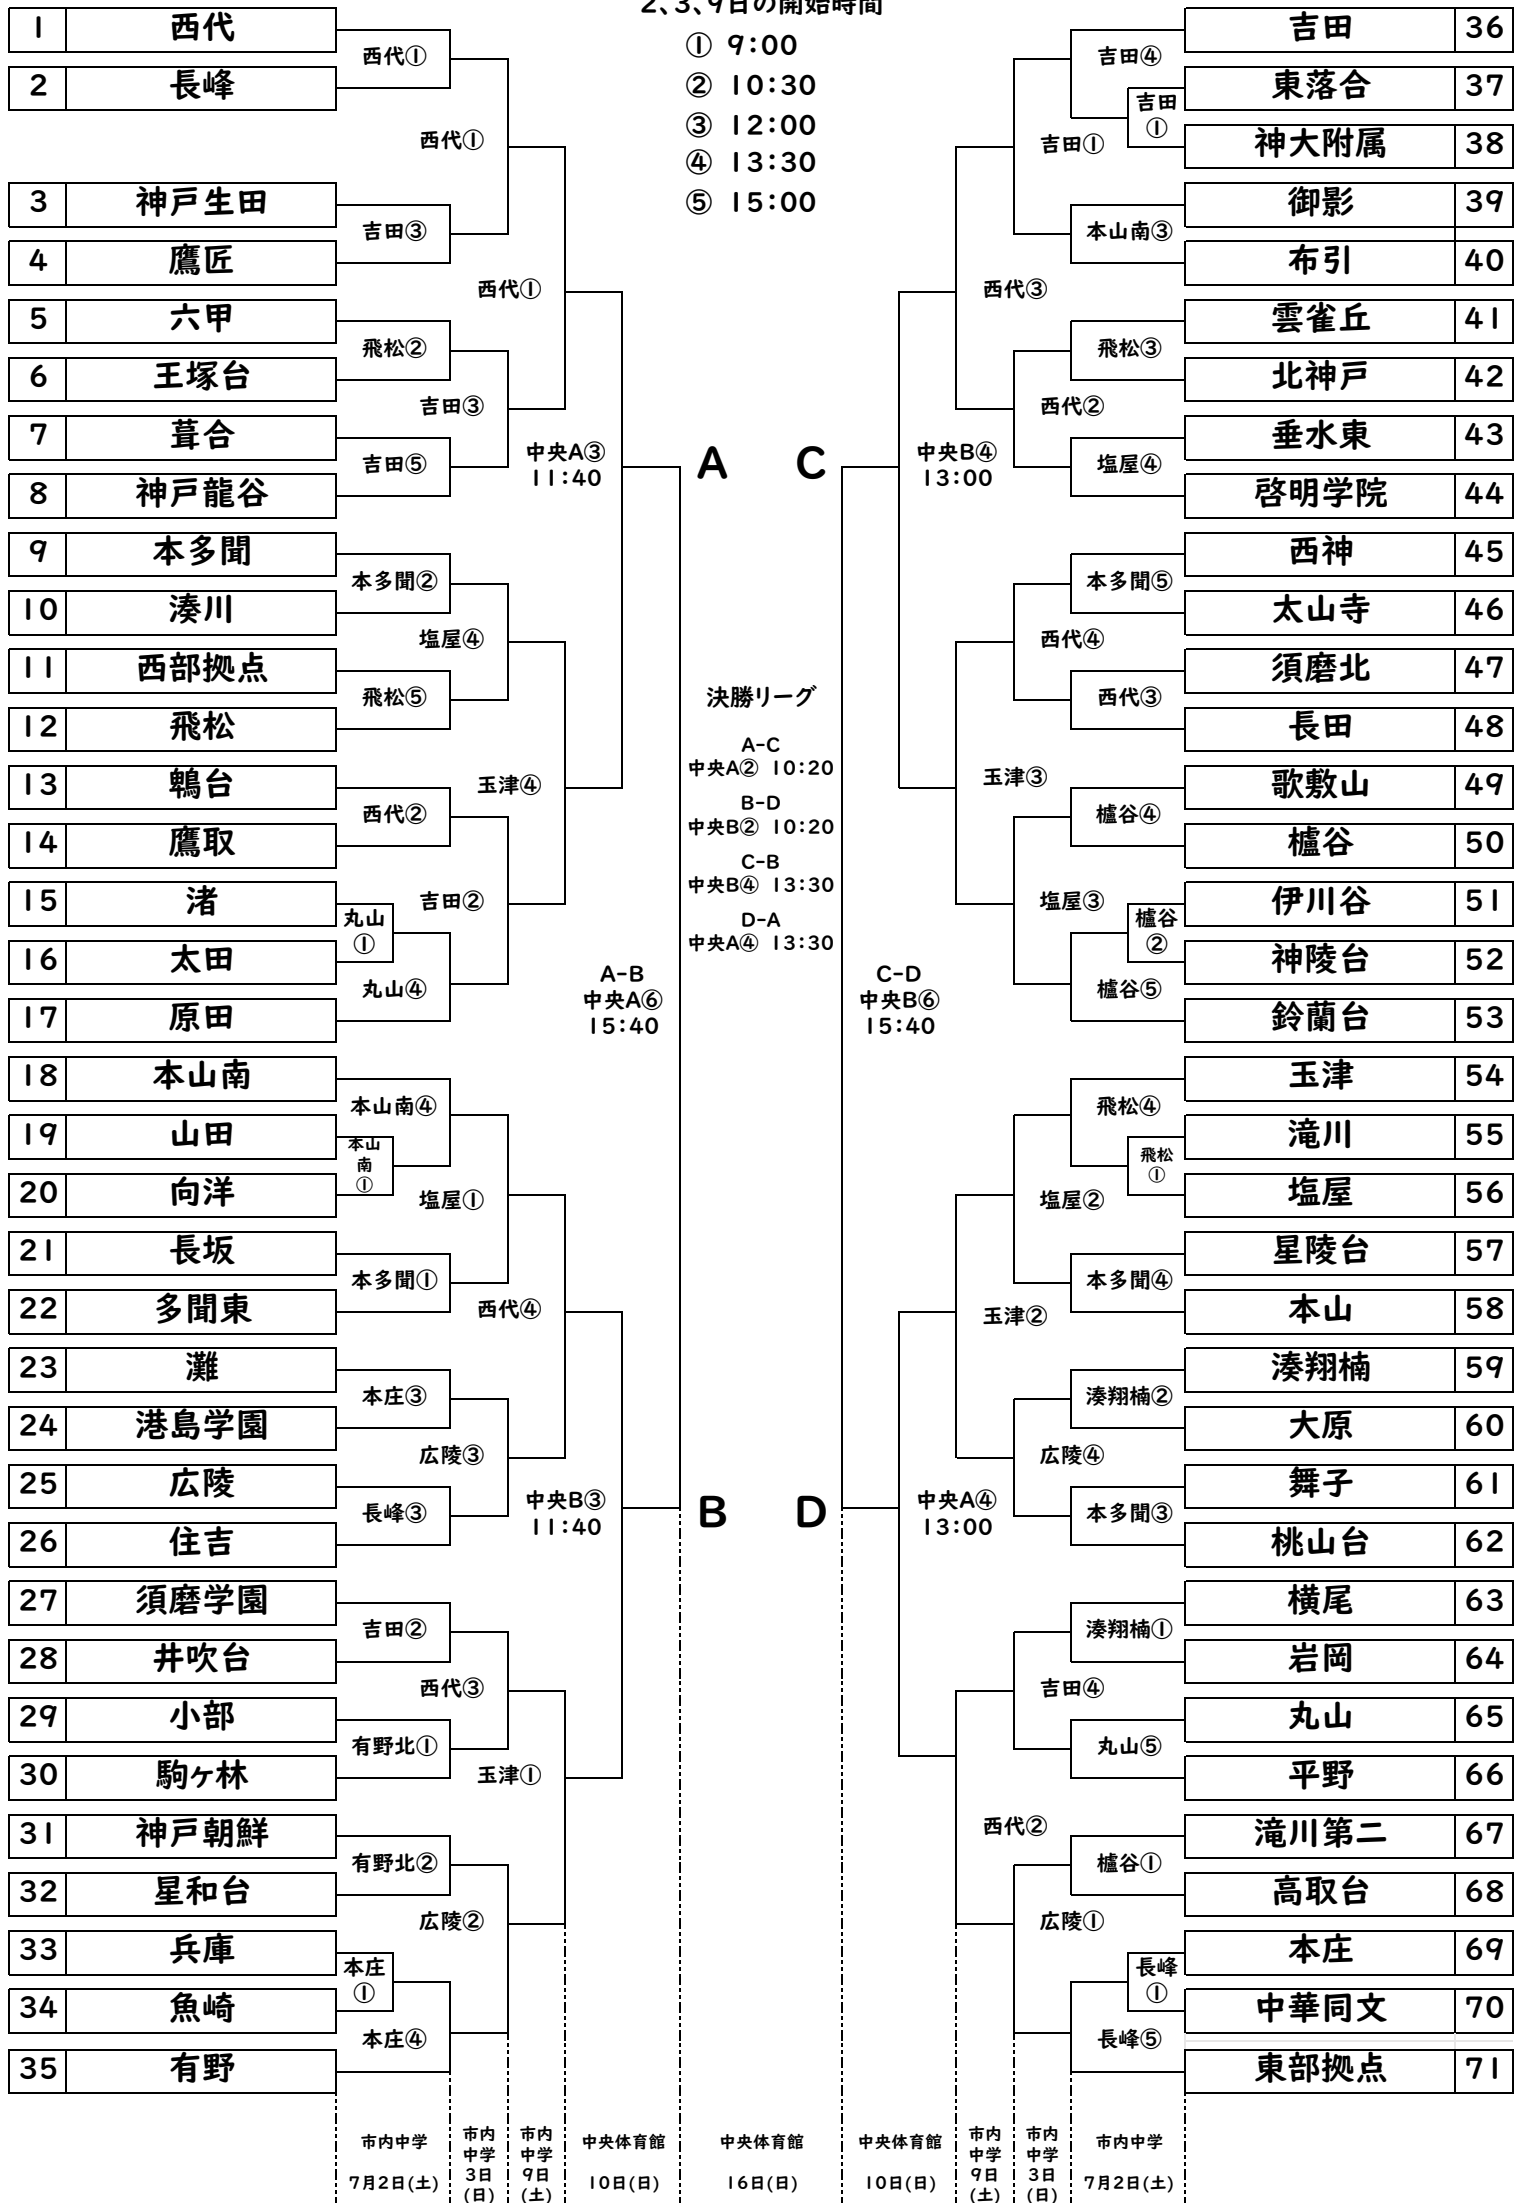 2、3、9日の開始時間
① 9:00
② 10:30
③ 12:00
④ 13:30
⑤ 15:00
1 西代
2 長峰
3 神戸生田
4 鷹匠
5 六甲
6 王塚台
7 葺合
8 神戸龍谷
9 本多聞
10 湊川
11 西部拠点
12 飛松
13 鵯台
14 鷹取
15 渚
16 太田
17 原田
18 本山南
19 山田
20 向洋
21 長坂
22 多聞東
23 灘
24 港島学園
25 広陵
26 住吉
27 須磨学園
28 井吹台
29 小部
30 駒ヶ林
31 神戸朝鮮
32 星和台
33 兵庫
34 魚崎
35 有野
西代①
吉田③
飛松②
吉田⑤
本多聞②
飛松⑤
西代②
丸山
①
丸山④
本山南④
本山
南
①
本多聞①
本庄③
長峰③
吉田②
有野北①
有野北②
本庄
①
本庄④
西代①
吉田③
塩屋④
吉田②
塩屋①
広陵③
西代③
広陵②
西代①
玉津④
西代④
玉津①
中央A③
11:40
中央B③
11:40
A-B
中央A⑥
15:40
A
B
決勝リーグ
A-C
中央A② 10:20
B-D
中央B② 10:20
C-B
中央B④ 13:30
D-A
中央A④ 13:30
C
D
C-D
中央B⑥
15:40
中央B④
13:00
中央A④
13:00
西代③
玉津③
玉津②
西代②
吉田①
西代②
西代④
塩屋③
塩屋②
広陵④
吉田④
広陵①
吉田④
吉田
①
本山南③
飛松③
塩屋④
本多聞⑤
西代③
櫨谷④
櫨谷
②
櫨谷⑤
飛松④
飛松
①
本多聞④
湊翔楠②
本多聞③
湊翔楠①
丸山⑤
櫨谷①
長峰
①
長峰⑤
吉田 36
東落合 37
神大附属 38
御影 39
布引 40
雲雀丘 41
北神戸 42
垂水東 43
啓明学院 44
西神 45
太山寺 46
須磨北 47
長田 48
歌敷山 49
櫨谷 50
伊川谷 51
神陵台 52
鈴蘭台 53
玉津 54
滝川 55
塩屋 56
星陵台 57
本山 58
湊翔楠 59
大原 60
舞子 61
桃山台 62
横尾 63
岩岡 64
丸山 65
平野 66
滝川第二 67
高取台 68
本庄 69
中華同文 70
東部拠点 71
市内中学
7月2日(土)
市内
中学
3日
(日)
市内
中学
9日
(土)
中央体育館
10日(日)
中央体育館
16日(日)
中央体育館
10日(日)
市内
中学
9日
(土)
市内
中学
3日
(日)
市内中学
7月2日(土)